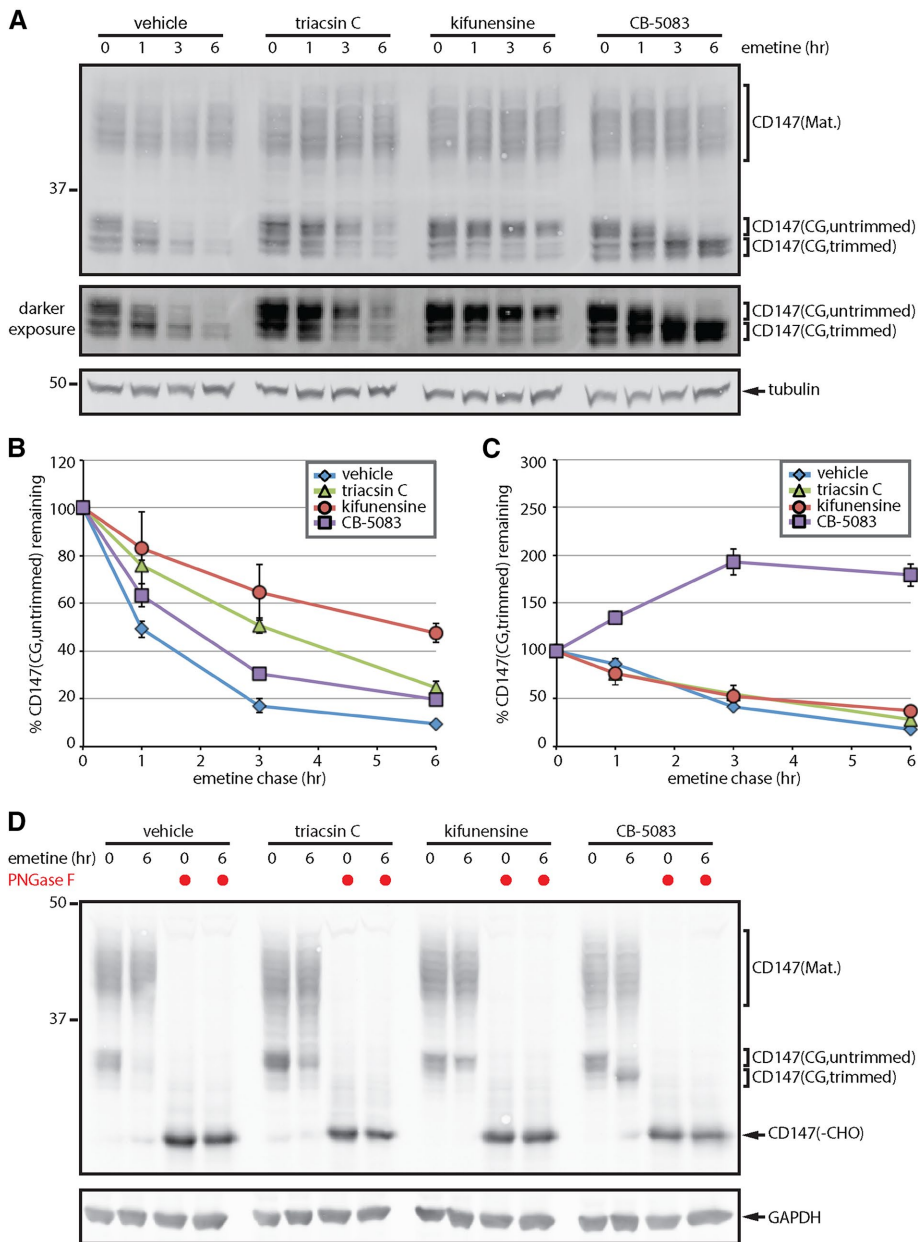 A
vehicle triacsin C kifunensine CB-5083
0 1 3 6 0 1 3 6 0 1 3 6 0 1 3 6 emetine (hr)
CD147(Mat.)
37
CD147(CG,untrimmed)
CD147(CG,trimmed)
darker exposure
CD147(CG,untrimmed)
CD147(CG,trimmed)
50
tubulin
B
120
100
80
60
40
20
0
% CD147(CG,untrimmed) remaining
vehicle
triacsin C
kifunensine
CB-5083
0 1 2 3 4 5 6
emetine chase (hr)
C
300
250
200
150
100
50
0
% CD147(CG,trimmed) remaining
vehicle
triacsin C
kifunensine
CB-5083
0 1 2 3 4 5 6
emetine chase (hr)
D
vehicle triacsin C kifunensine CB-5083
emetine (hr) 0 6 0 6 0 6 0 6 0 6 0 6 0 6 0 6
PNGase F
50
CD147(Mat.)
37
CD147(CG,untrimmed)
CD147(CG,trimmed)
CD147(-CHO)
GAPDH